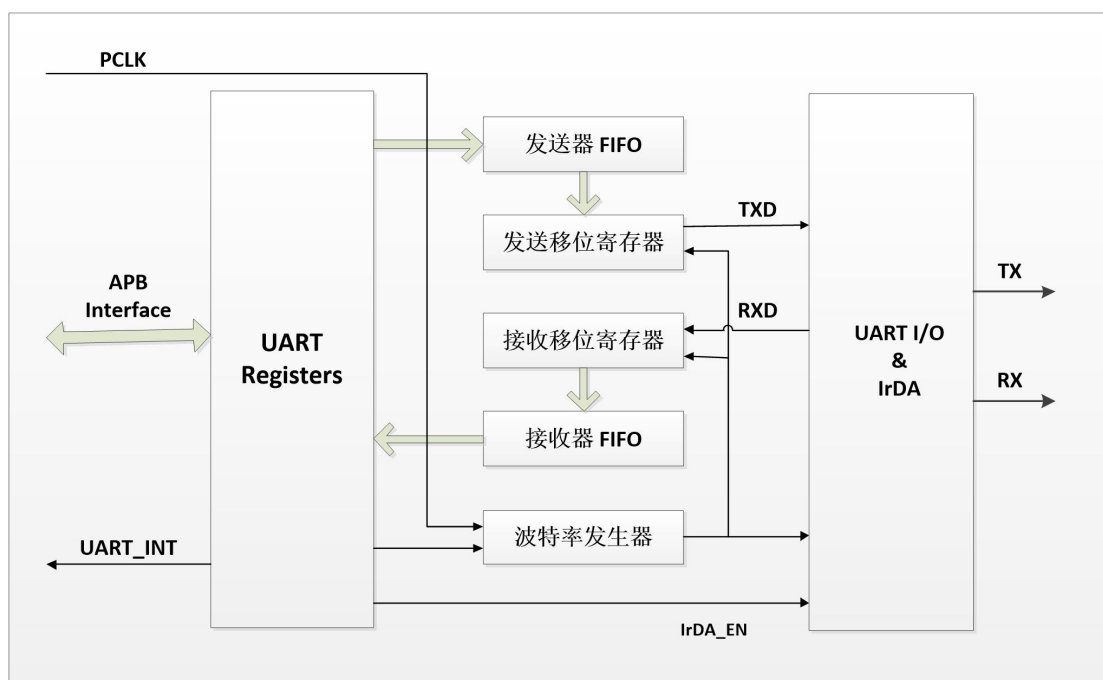 PCLK
发送器 FIFO
发送移位寄存器
TXD
APB
Interface
UART
Registers
接收移位寄存器
RXD
UART I/O
&
IrDA
TX
RX
接收器 FIFO
波特率发生器
UART_INT
IrDA_EN